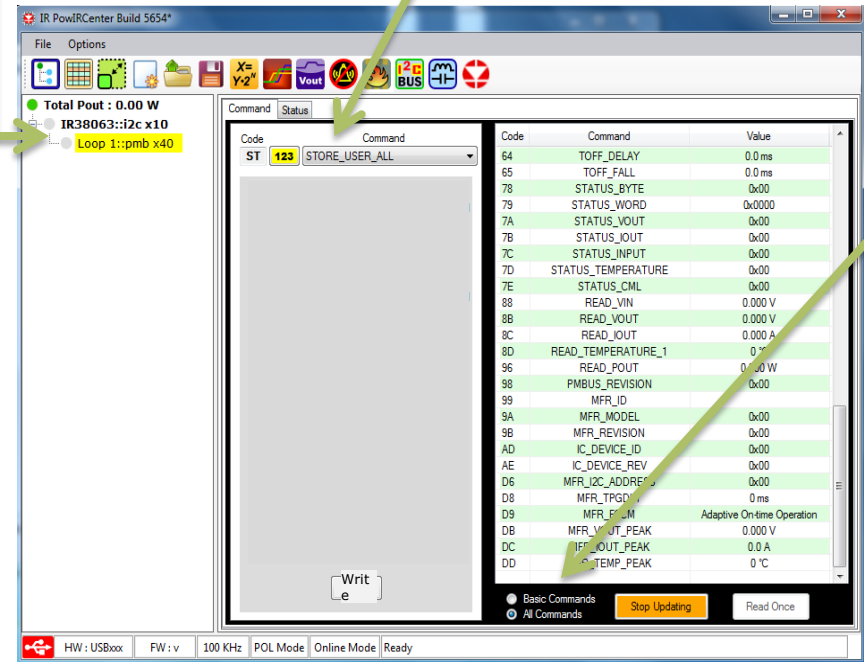 IR PowIRCenter Build 5654*
File Options
X= Y·2ⁿ Vout I²C BUS
Total Pout : 0.00 W
IR38063::i2c x10
Loop 1::pmb x40
Command Status
Code Command
ST 123 STORE_USER_ALL
Write
Code Command Value
64 TOFF_DELAY 0.0 ms
65 TOFF_FALL 0.0 ms
78 STATUS_BYTE 0x00
79 STATUS_WORD 0x0000
7A STATUS_VOUT 0x00
7B STATUS_IOUT 0x00
7C STATUS_INPUT 0x00
7D STATUS_TEMPERATURE 0x00
7E STATUS_CML 0x00
88 READ_VIN 0.000 V
8B READ_VOUT 0.000 V
8C READ_IOUT 0.000 A
8D READ_TEMPERATURE_1 0
96 READ_POUT W
98 PMBUS_REVISION 0x00
99 MFR_ID
9A MFR_MODEL 0x00
9B MFR_REVISION 0x00
AD IC_DEVICE_ID 0x00
AE IC_DEVICE_REV 0x00
D6 0x00
D8 0 ms
D9 Adaptive On-time Operation
DB 0.000 V
DC 0.0 A
DD 0 °C
Basic Commands
All Commands
Stop Updating Read Once
HW : USBxxx FW : v 100 KHz POL Mode Online Mode Ready